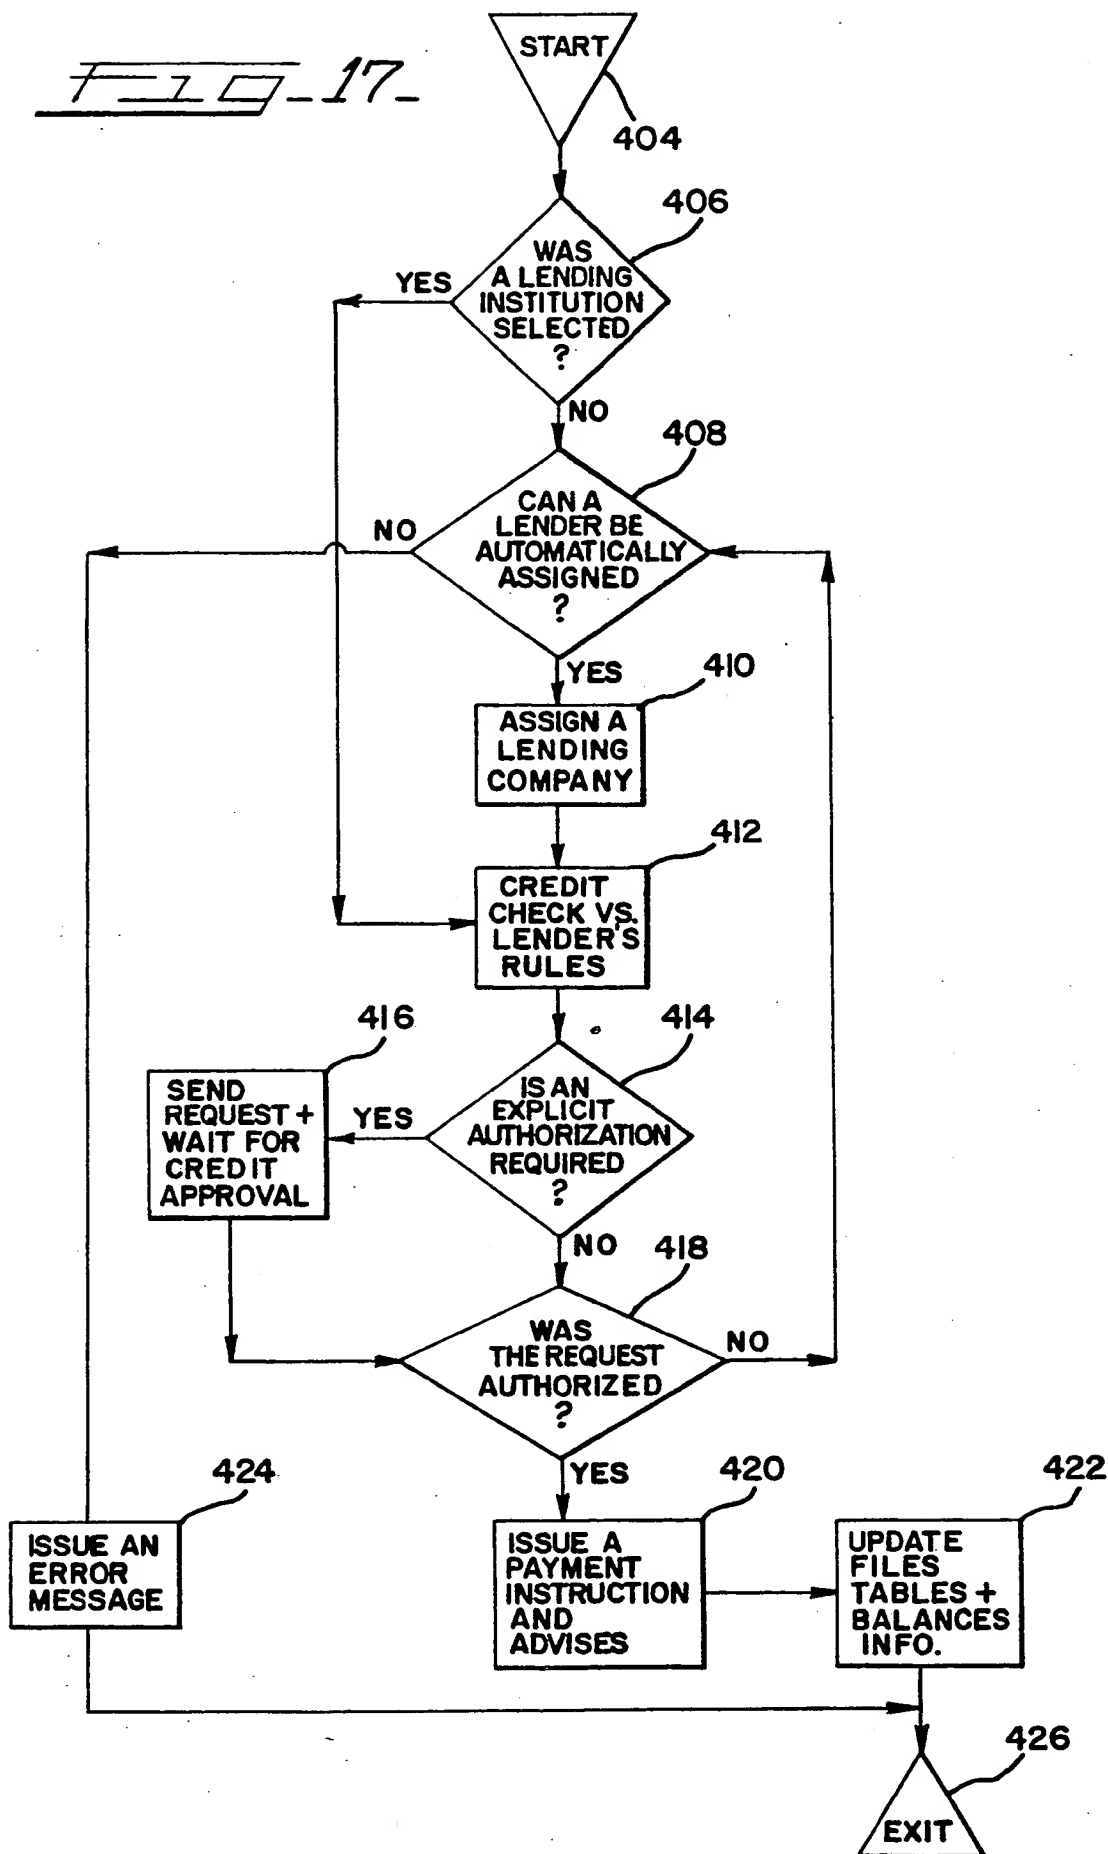 Fig-17-
START
404
406
WAS
A LENDING
INSTITUTION
SELECTED
?
YES
NO
408
CAN A
LENDER BE
AUTOMATICALLY
ASSIGNED
?
NO
YES
410
ASSIGN A
LENDING
COMPANY
412
CREDIT
CHECK VS.
LENDER'S
RULES
414
IS AN
EXPLICIT
AUTHORIZATION
REQUIRED
?
YES
416
SEND
REQUEST +
WAIT FOR
CREDIT
APPROVAL
NO
418
WAS
THE REQUEST
AUTHORIZED
?
NO
YES
424
ISSUE AN
ERROR
MESSAGE
420
ISSUE A
PAYMENT
INSTRUCTION
AND
ADVISES
422
UPDATE
FILES
TABLES +
BALANCES
INFO.
426
EXIT